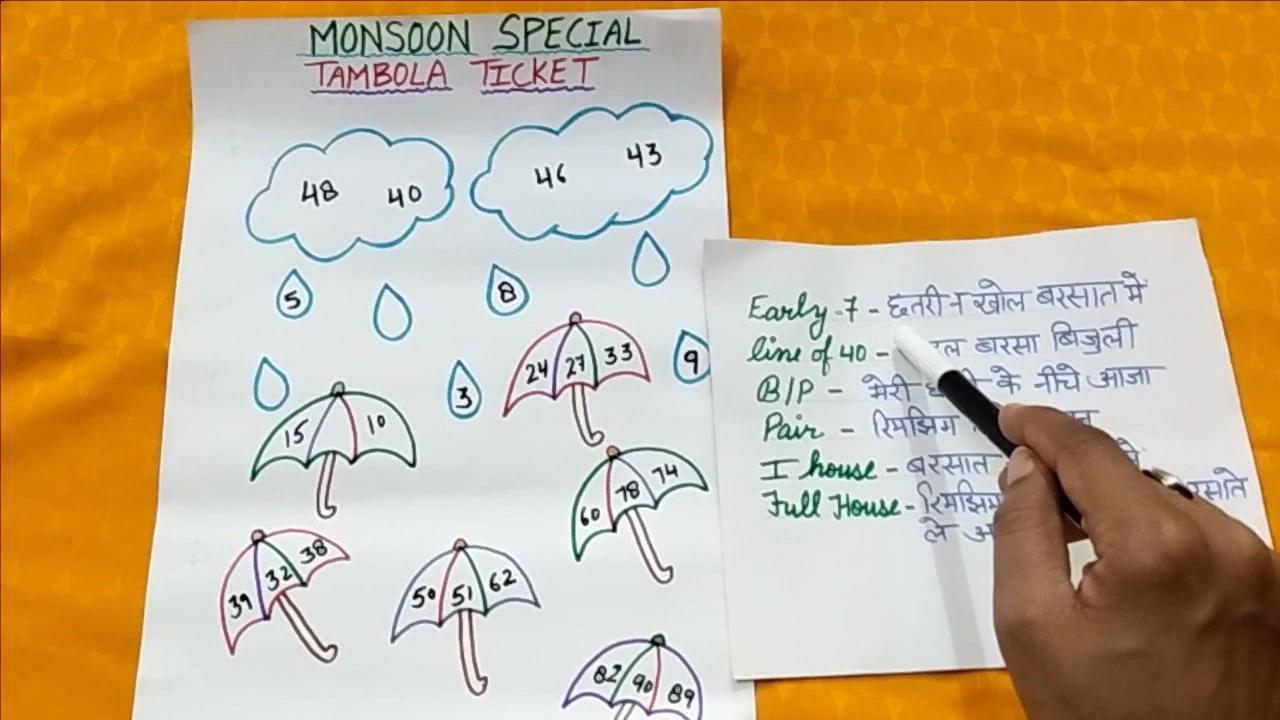 MONSOON SPECIAL
TAMBOLA TICKET
48 40
46 43
5
8
3
9
24 27 33
15 10
60 78 74
39 32 38
50 51 62
82 90 89
Early-7 - छतरी न खोल बरसात में
line of 40 - बरसा बिजुली
B/P - मेरी के नीचे आजा
Pair - रिमझिम
I house - बरसात
Full House - रिमझिम
ले